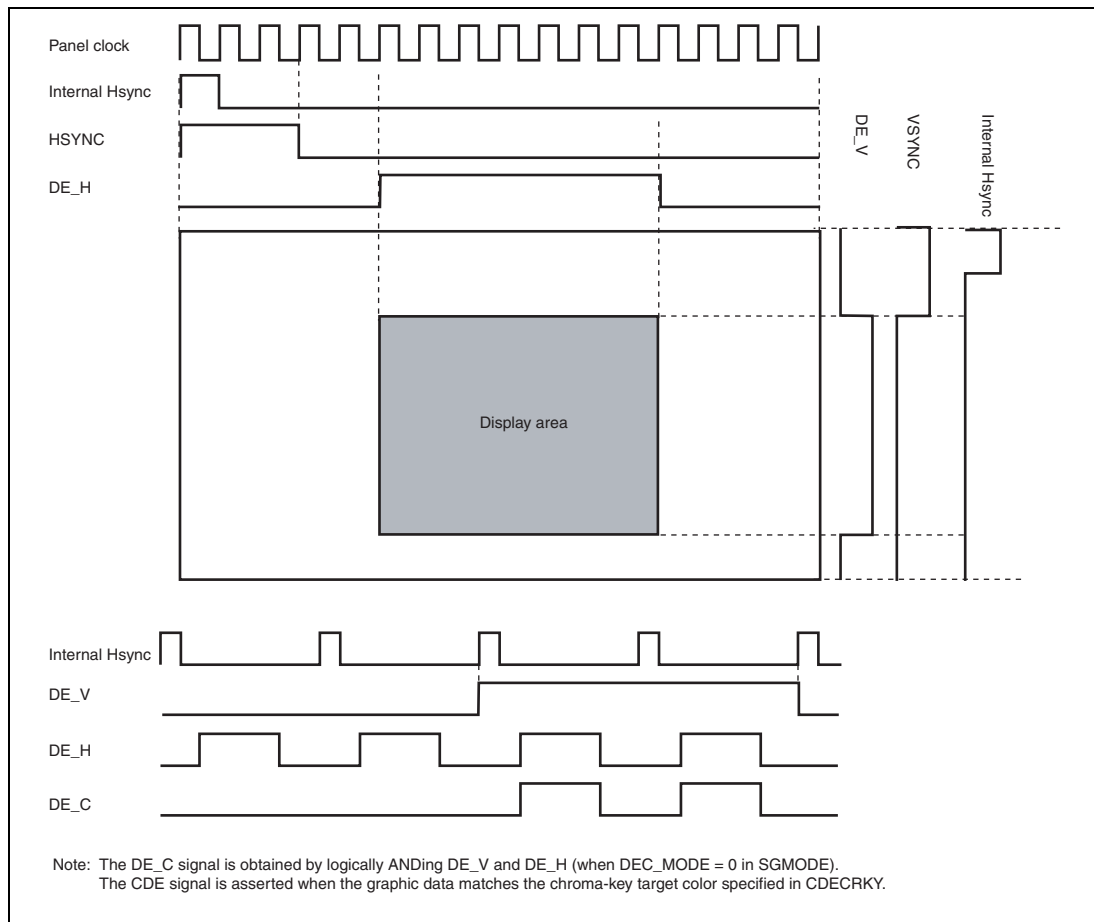 Panel clock
Internal Hsync
HSYNC
DE_H
DE_V
VSYNC
Internal Hsync
Display area
Internal Hsync
DE_V
DE_H
DE_C
Note: The DE_C signal is obtained by logically ANDing DE_V and DE_H (when DEC_MODE = 0 in SGMODE).
The CDE signal is asserted when the graphic data matches the chroma-key target color specified in CDECRKY.